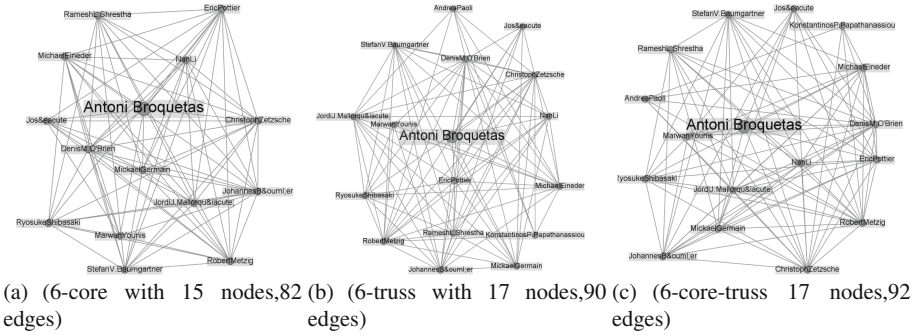 EricPottier
RameshL.Shrestha
MichaelEineder
NanLi
Antoni Broquetas
Jos&eacute
ChristophZetzsche
DenisM.O'Brien
MickaelGermain
JohannesB&ouml;er
JordiJ.Mallorqu&iacute
RyosukeShibasaki
MarwanYounis
RobertMetzig
StefanV.Baumgartner
(a) (6-core with 15 nodes,82
edges)
AndreaPaoli
Jos&eacute
StefanV.Baumgartner
DenisM.O'Brien
ChristophZetzsche
JordiJ.Mallorqu&iacute
NanLi
MarwanYounis
Antoni Broquetas
EricPottier
MichaelEineder
RyosukeShibasaki
RameshL.Shrestha
KonstantinosP.Papathanassiou
RobertMetzig
MickaelGermain
JohannesB&ouml;er
(b) (6-truss with 17 nodes,90
edges)
Jos&eacute
StefanV.Baumgartner
KonstantinosP.Papathanassiou
RameshL.Shrestha
MichaelEineder
AndreaPaoli
Antoni Broquetas
DenisM.O'Brien
MarwanYounis
EricPottier
NanLi
RyosukeShibasaki
JordiJ.Mallorqu&iacute
RobertMetzig
MickaelGermain
JohannesB&ouml;er
ChristophZetzsche
(c) (6-core-truss 17 nodes,92
edges)